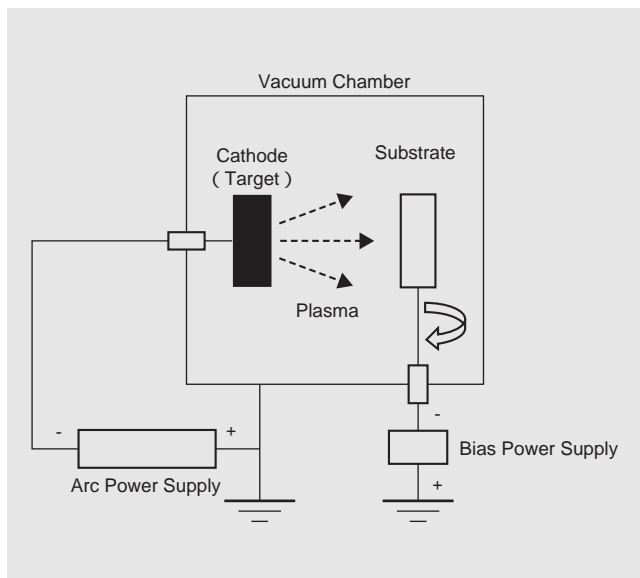 Vacuum Chamber
Cathode
( Target )
Substrate
Plasma
-
+
Arc Power Supply
-
Bias Power Supply
+